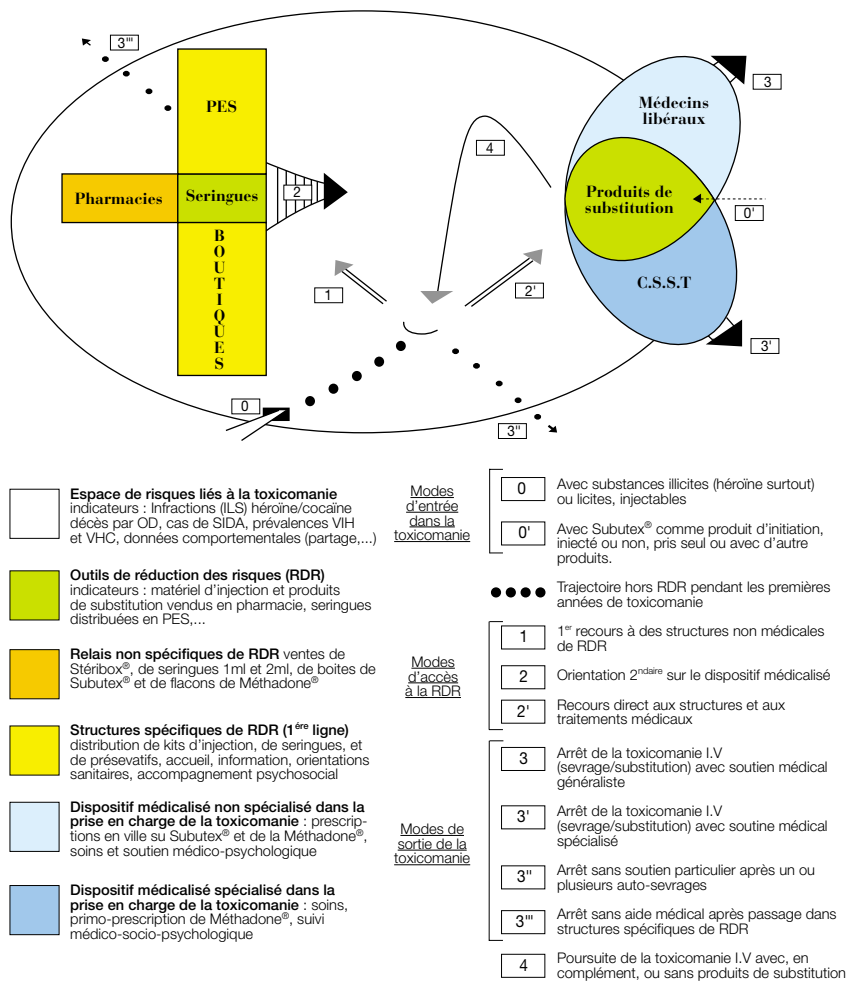 3'''
PES
Médecins
libéraux
3
4
Pharmacies
Seringues
2
Produits de
substitution
0'
B
O
U
T
I
Q
U
E
S
C.S.S.T
1
2'
3'
0
3''
Espace de risques liés à la toxicomanie
indicateurs : Infractions (ILS) héroïne/cocaïne
décès par OD, cas de SIDA, prévalences VIH
et VHC, données comportementales (partage,...)
Outils de réduction des risques (RDR)
indicateurs : matériel d'injection et produits
de substitution vendus en pharmacie, seringues
distribuées en PES,...
Relais non spécifiques de RDR ventes de
Stéribox®, de seringues 1ml et 2ml, de boites de
Subutex® et de flacons de Méthadone®
Structures spécifiques de RDR (1ére ligne)
distribution de kits d'injection, de seringues, et
de présevatifs, accueil, information, orientations
sanitaires, accompagnement psychosocial
Dispositif médicalisé non spécialisé dans la
prise en charge de la toxicomanie : prescrip-
tions en ville su Subutex® et de la Méthadone®,
soins et soutien médico-psychologique
Dispositif médicalisé spécialisé dans la
prise en charge de la toxicomanie : soins,
primo-prescription de Méthadone®, suivi
médico-socio-psychologique
Modes
d'entrée
dans la
toxicomanie
0 Avec substances illicites (héroïne surtout)
ou licites, injectables
0' Avec Subutex® comme produit d'initiation,
injecté ou non, pris seul ou avec d'autre
produits.
Trajectoire hors RDR pendant les premières
années de toxicomanie
Modes
d'accès
à la RDR
1 1er recours à des structures non médicales
de RDR
2 Orientation 2ndaire sur le dispositif médicalisé
2' Recours direct aux structures et aux
traitements médicaux
Modes de
sortie de la
toxicomanie
3 Arrêt de la toxicomanie I.V
(sevrage/substitution) avec soutien médical
généraliste
3' Arrêt de la toxicomanie I.V
(sevrage/substitution) avec soutine médical
spécialisé
3'' Arrêt sans soutien particulier après un ou
plusieurs auto-sevrages
3''' Arrêt sans aide médical après passage dans
structures spécifiques de RDR
4 Poursuite de la toxicomanie I.V avec, en
complément, ou sans produits de substitution